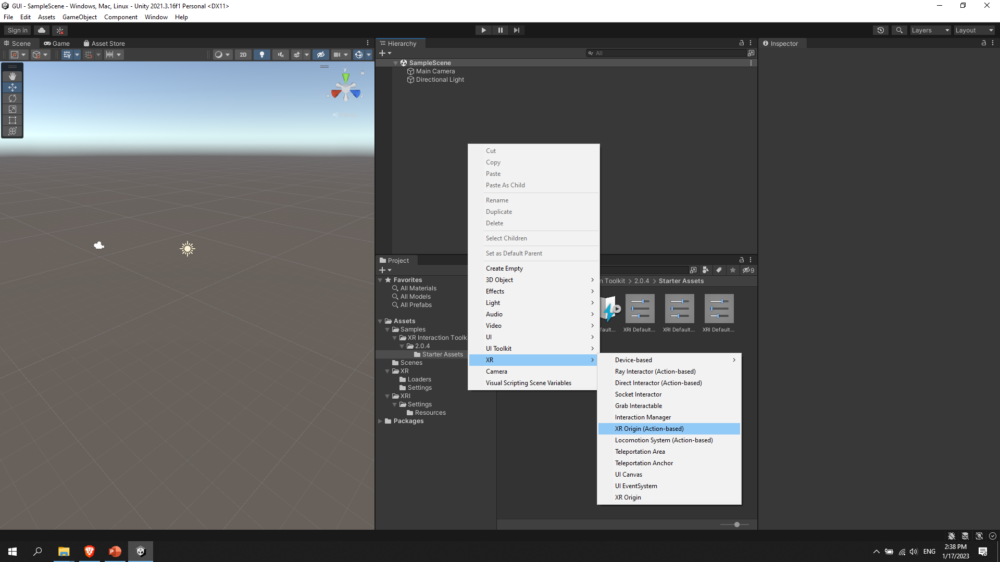 GUI - SampleScene - Windows, Mac, Linux - Unity 2021.3.16f1 Personal <DX11>
File Edit Assets GameObject Component Window Help
Sign in
Layers
Layout
Scene
Game
Asset Store
2D
y
x
z
Hierarchy
All
SampleScene
Main Camera
Directional Light
Inspector
Cut
Copy
Paste
Paste As Child
Rename
Duplicate
Delete
Select Children
Set as Default Parent
Create Empty
3D Object
Effects
Light
Audio
Video
UI
UI Toolkit
XR
Camera
Visual Scripting Scene Variables
Device-based
Ray Interactor (Action-based)
Direct Interactor (Action-based)
Socket Interactor
Grab Interactable
Interaction Manager
XR Origin (Action-based)
Locomotion System (Action-based)
Teleportation Area
Teleportation Anchor
UI Canvas
UI EventSystem
XR Origin
Project
9
Favorites
All Materials
All Models
All Prefabs
Assets
Samples
XR Interaction Toolk
2.0.4
Starter Assets
Scenes
XR
Loaders
Settings
XRI
Settings
Resources
Packages
n Toolkit > 2.0.4 > Starter Assets
fault... XRI Default... XRI Default... XRI Default...
ENG
2:38 PM
1/17/2023